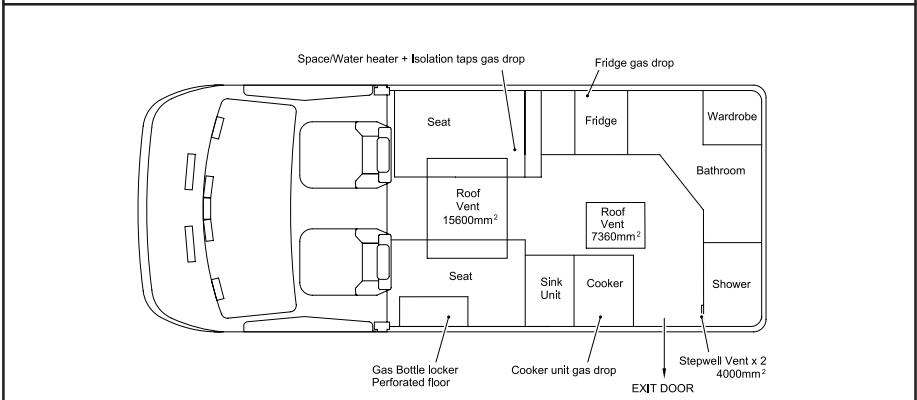 Space/Water heater + Isolation taps gas drop
Fridge gas drop
Seat
Fridge
Wardrobe
Bathroom
Roof
Vent
15600mm²
Roof
Vent
7360mm²
Seat
Sink
Unit
Cooker
Shower
Gas Bottle locker
Perforated floor
Cooker unit gas drop
Stepwell Vent x 2
4000mm²
EXIT DOOR